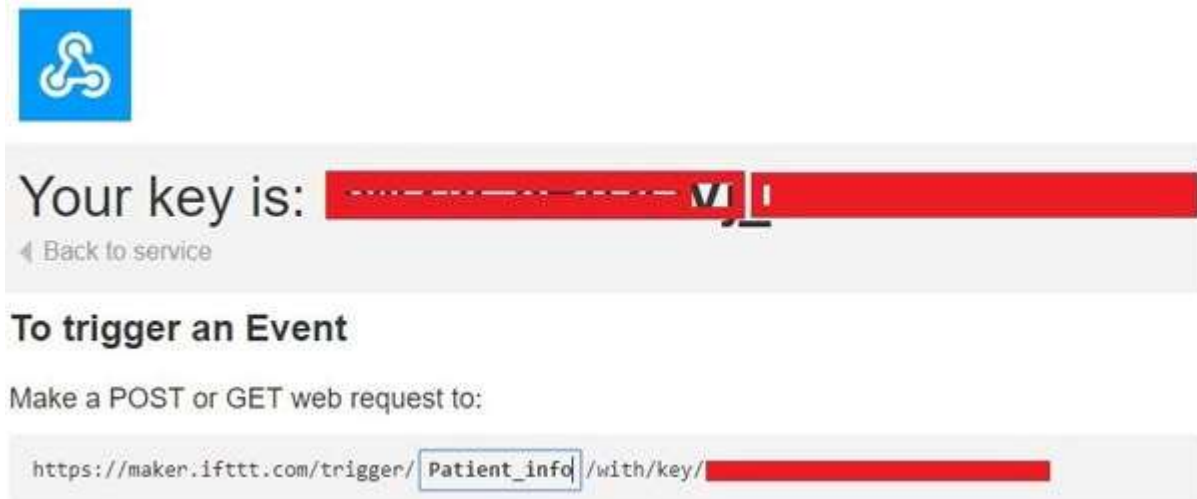 Your key is:
Back to service
To trigger an Event
Make a POST or GET web request to:
https://maker.ifttt.com/trigger/ Patient_info /with/key/